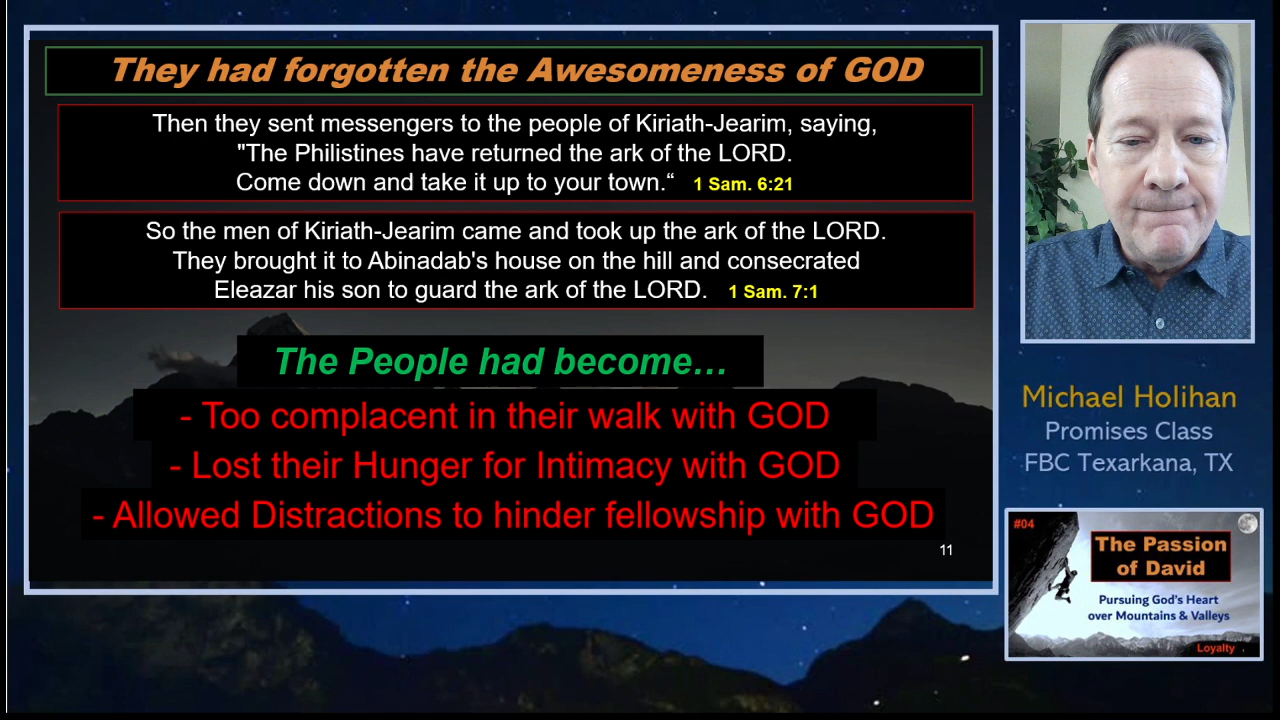 They had forgotten the Awesomeness of GOD
Then they sent messengers to the people of Kiriath-Jearim, saying,
"The Philistines have returned the ark of the LORD.
Come down and take it up to your town.“ 1 Sam. 6:21
So the men of Kiriath-Jearim came and took up the ark of the LORD.
They brought it to Abinadab's house on the hill and consecrated
Eleazar his son to guard the ark of the LORD. 1 Sam. 7:1
The People had become…
- Too complacent in their walk with GOD
- Lost their Hunger for Intimacy with GOD
- Allowed Distractions to hinder fellowship with GOD
11
Michael Holihan
Promises Class
FBC Texarkana, TX
#04
The Passion
of David
Pursuing God's Heart
over Mountains & Valleys
Loyalty